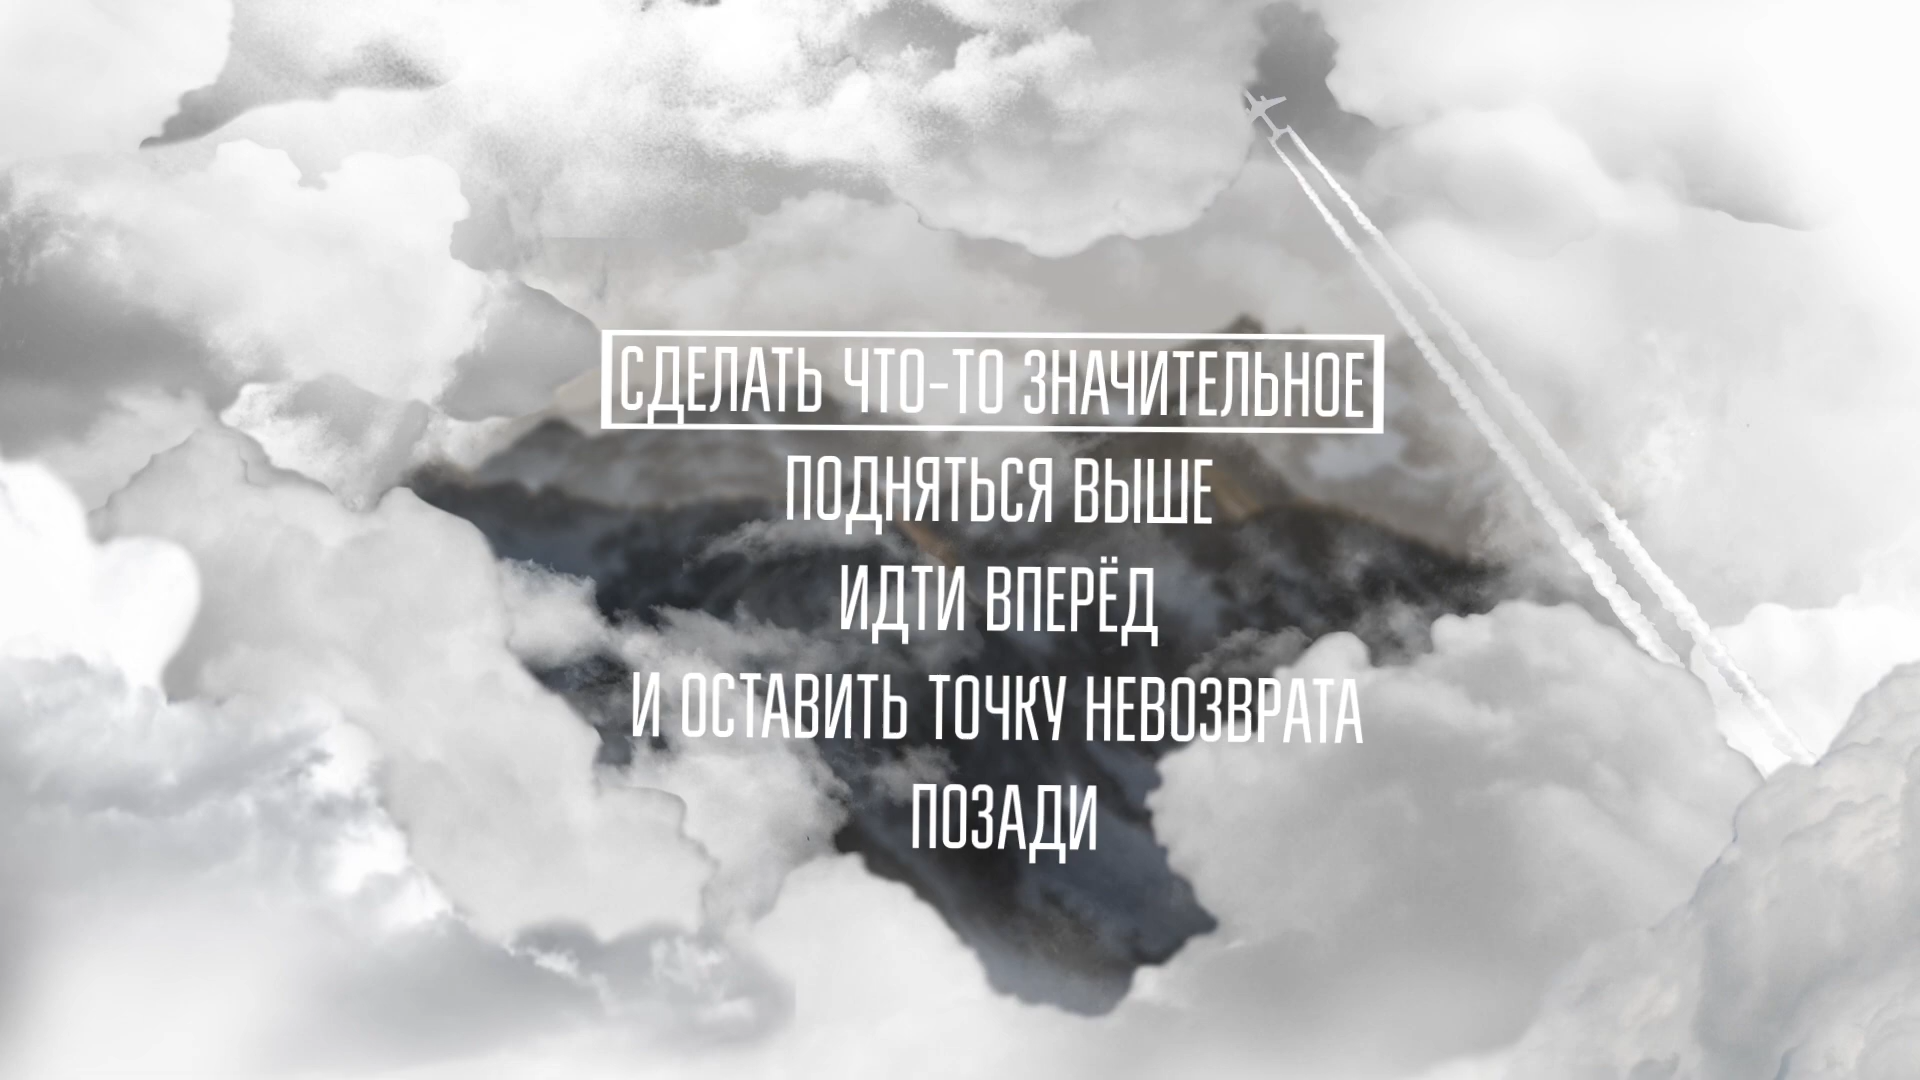 СДЕЛАТЬ ЧТО-ТО ЗНАЧИТЕЛЬНОЕ
ПОДНЯТЬСЯ ВЫШЕ
ИДТИ ВПЕРЁД
И ОСТАВИТЬ ТОЧКУ НЕВОЗВРАТА
ПОЗАДИ